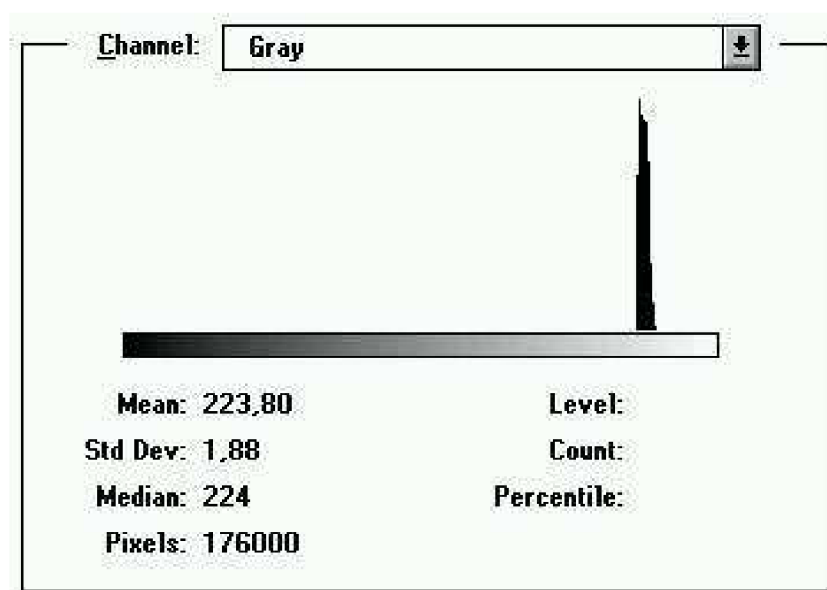 Channel: Gray
Mean: 223,80 Level:
Std Dev: 1,88 Count:
Median: 224 Percentile:
Pixels: 176000